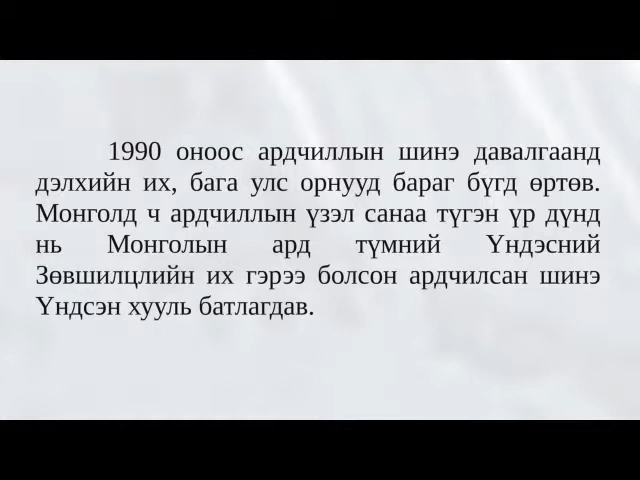 1990 оноос ардчиллын шинэ давалгаанд
дэлхийн их, бага улс орнууд бараг бүгд өртөв.
Монголд ч ардчиллын үзэл санаа түгэн үр дүнд
нь Монголын ард түмний Үндэсний
Зөвшилцлийн их гэрээ болсон ардчилсан шинэ
Үндсэн хууль батлагдав.